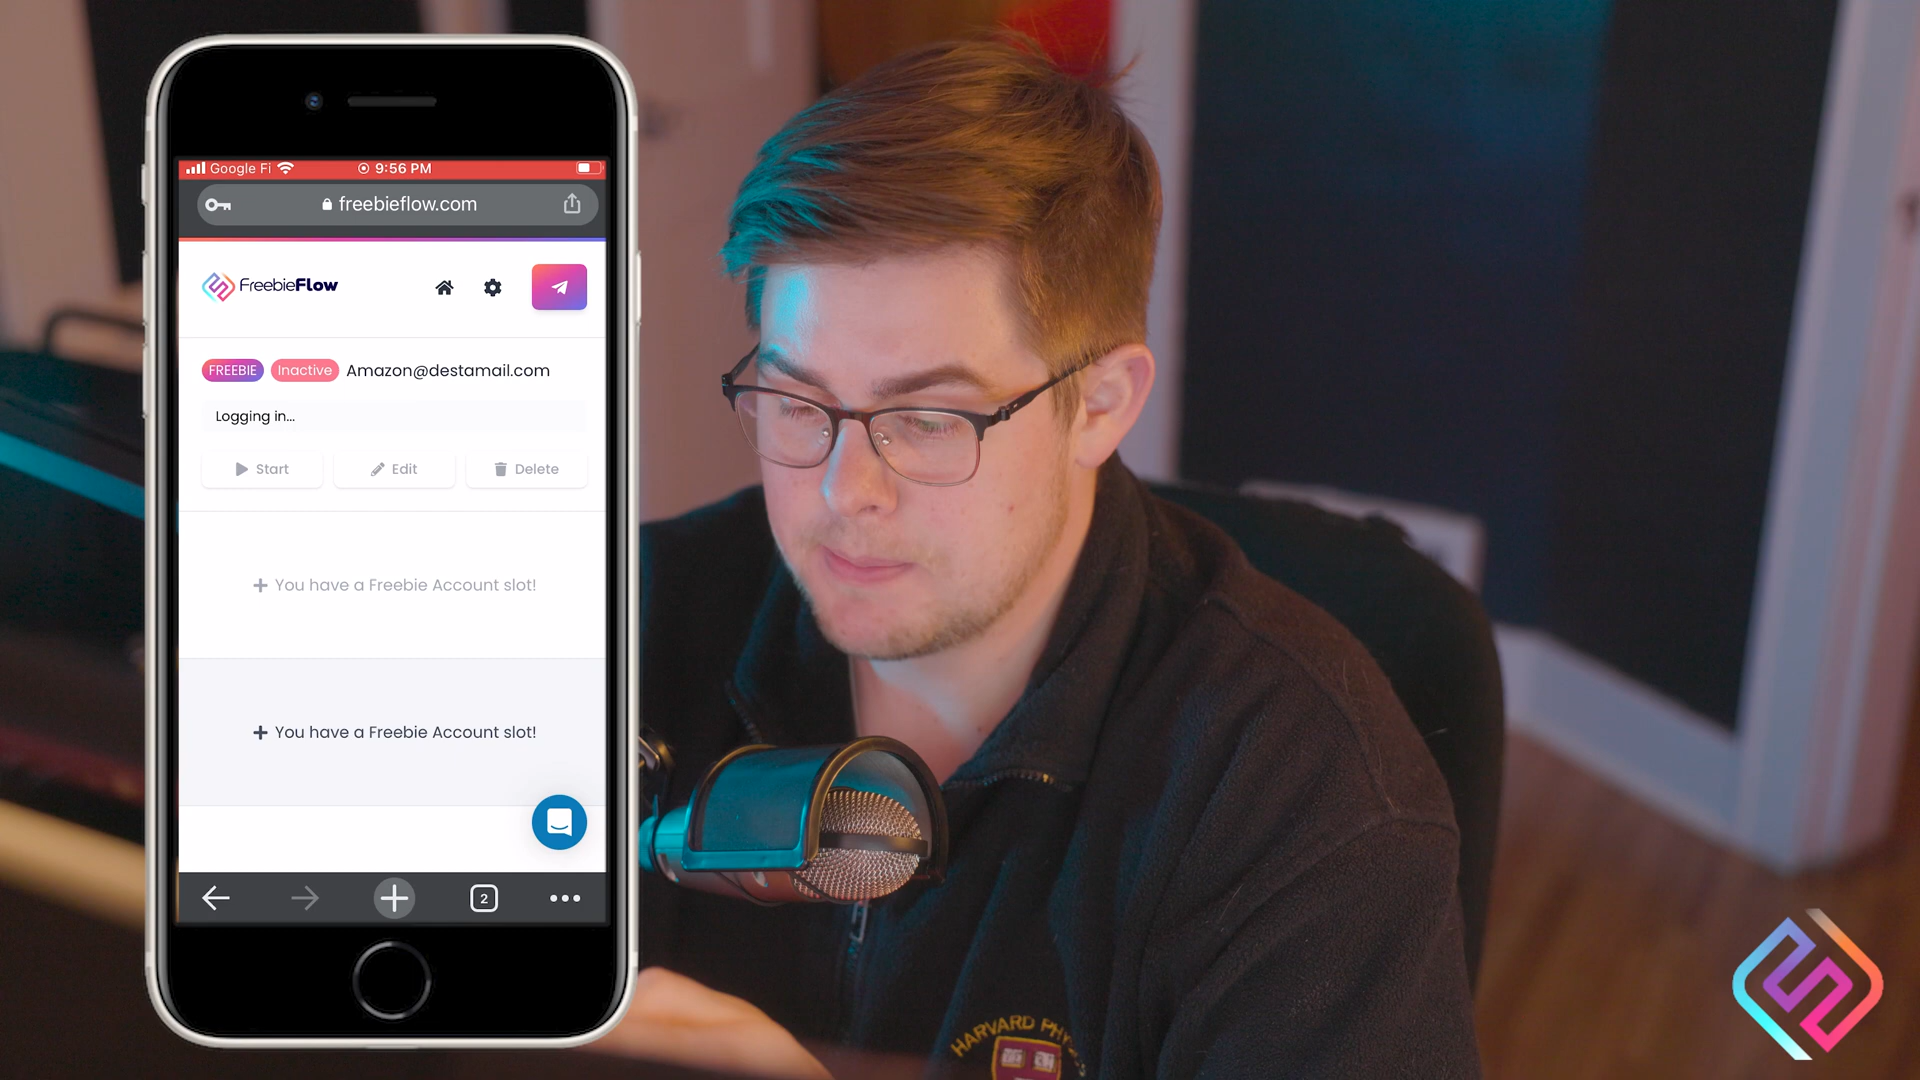 Google Fi
9:56 PM
freebieflow.com
FreebieFlow
FREEBIE Inactive Amazon@destamail.com
Logging in...
Start Edit Delete
+ You have a Freebie Account slot!
+ You have a Freebie Account slot!
2
HARVARD